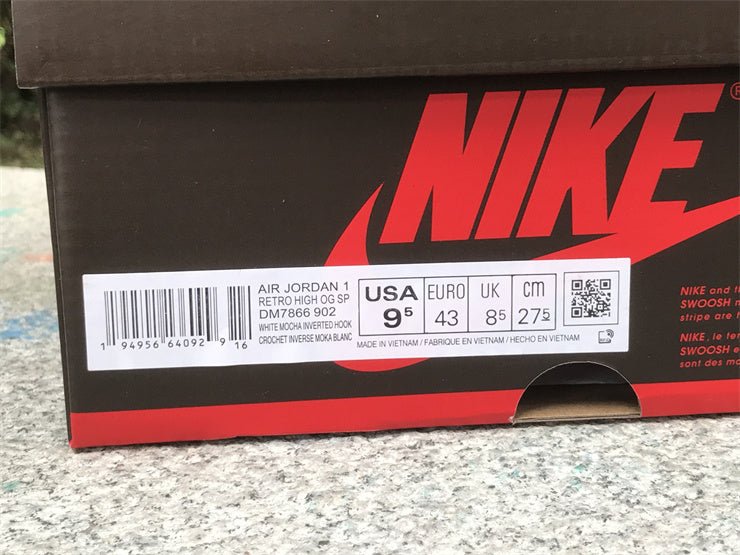 NIKE
AIR JORDAN 1
RETRO HIGH OG SP
DM7866 902
WHITE MOCHA INVERTED HOOK
CROCHET INVERSE MOKA BLANC
1 94956 64092 9 16
USA
9⁵
EURO
43
UK
8⁵
cm
27⁵
MADE IN VIETNAM / FABRIQUE EN VIETNAM / HECHO EN VIETNAM
NIKE and
SWOOSH
stripe are
NIKE, le
SWOOSH
sont des